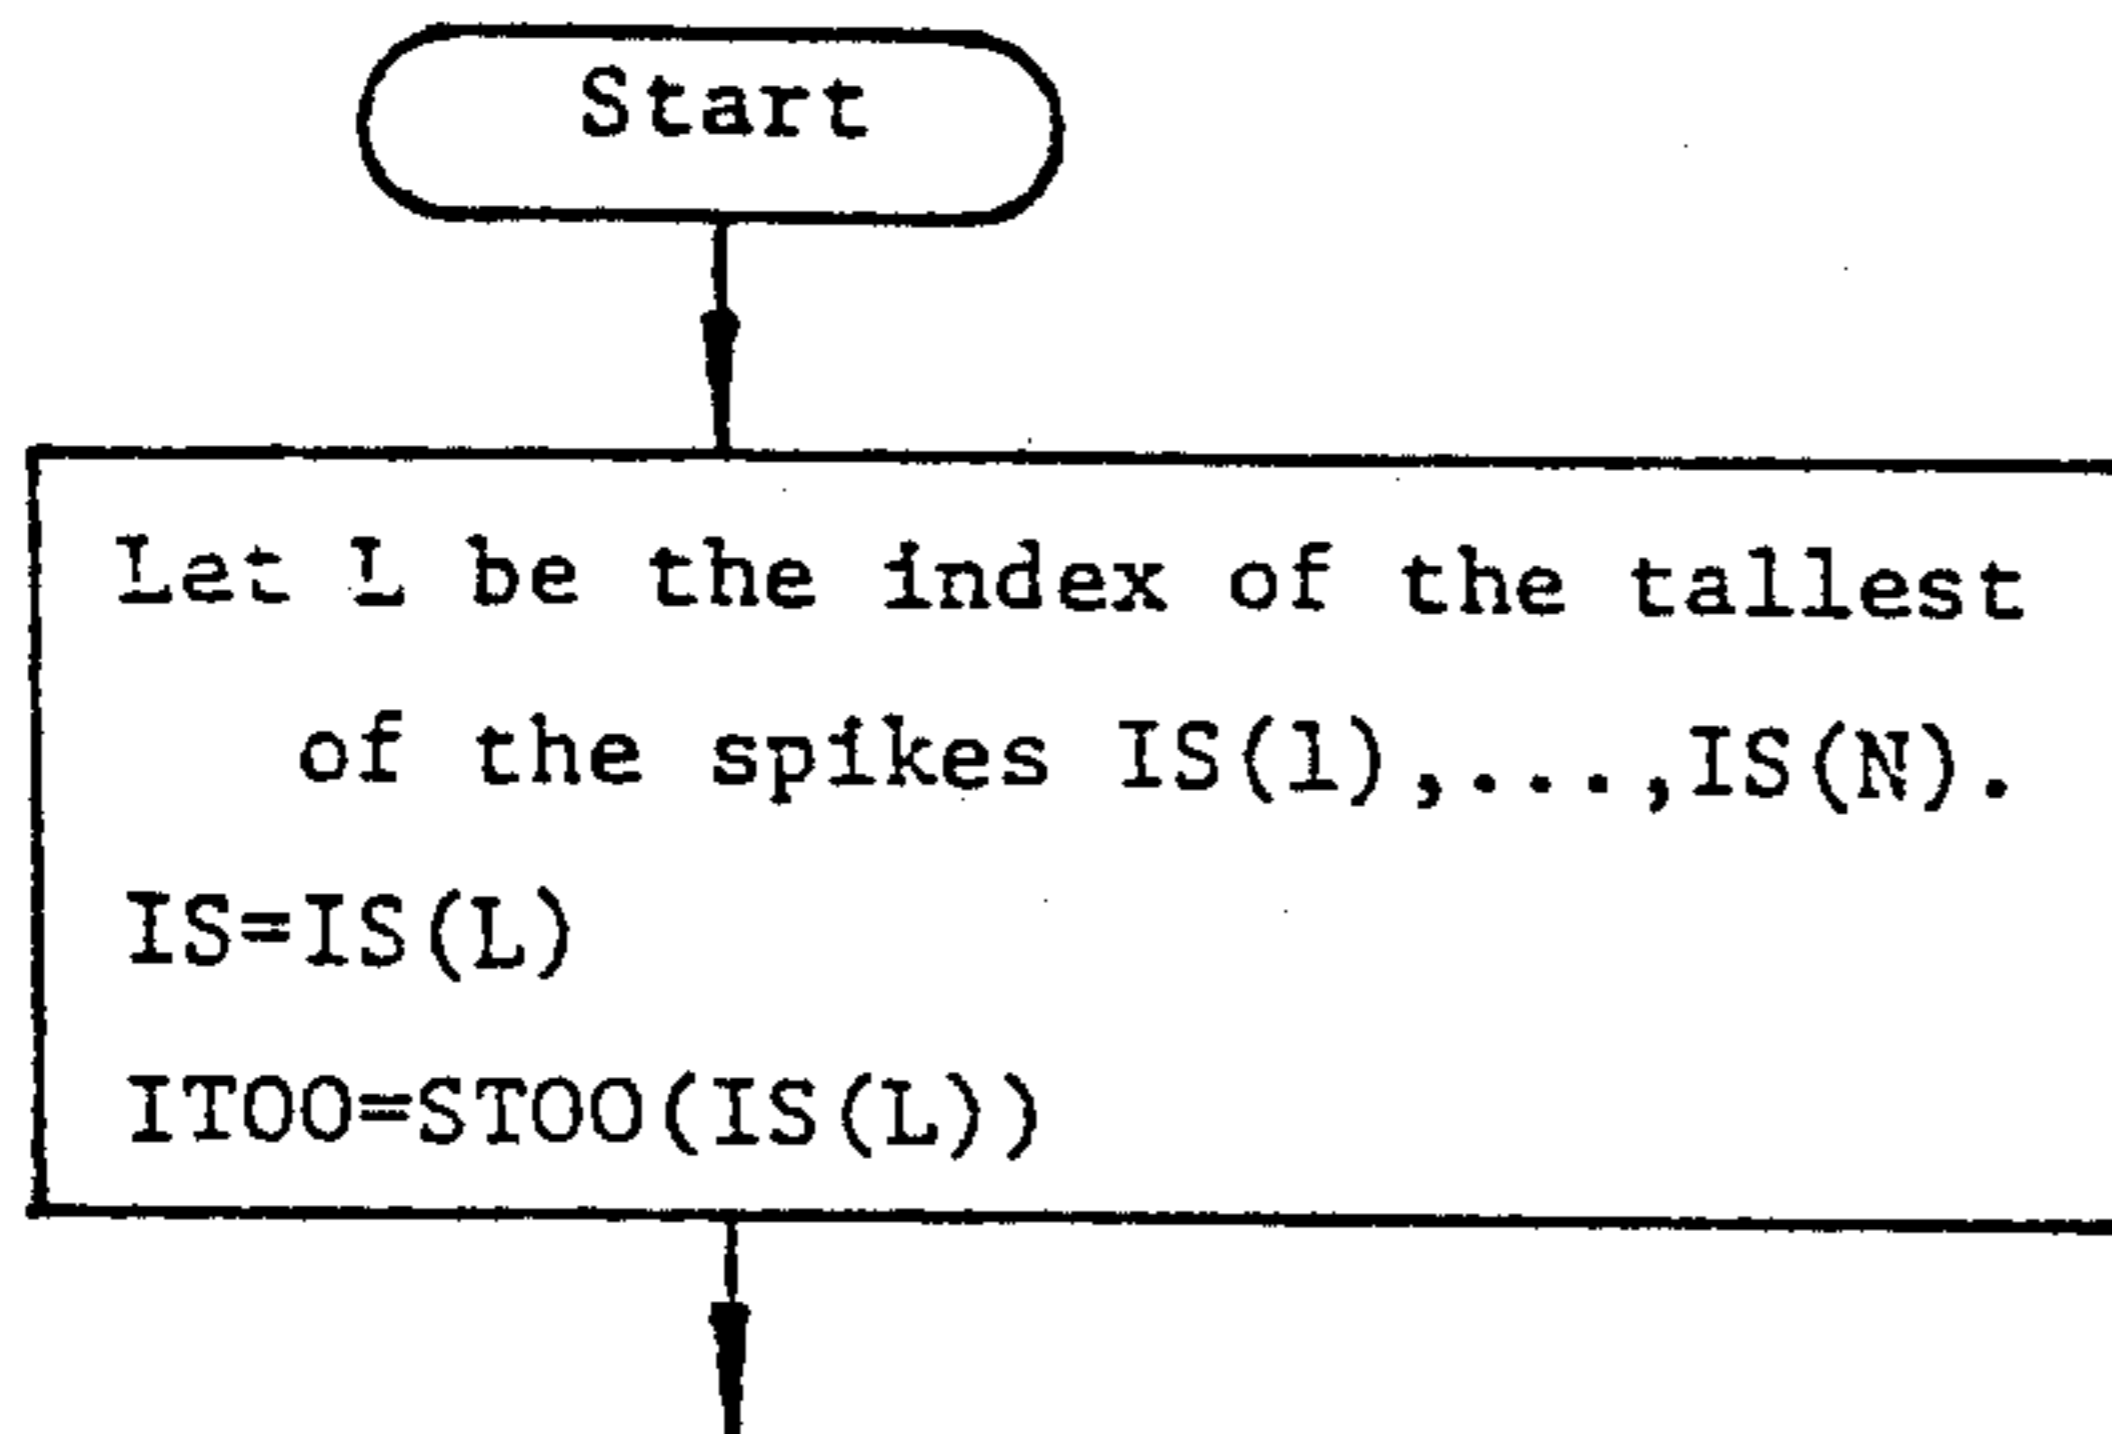 Start
Let L be the index of the tallest
of the spikes IS(1),...,IS(N).
IS=IS(L)
ITOO=STOO(IS(L))